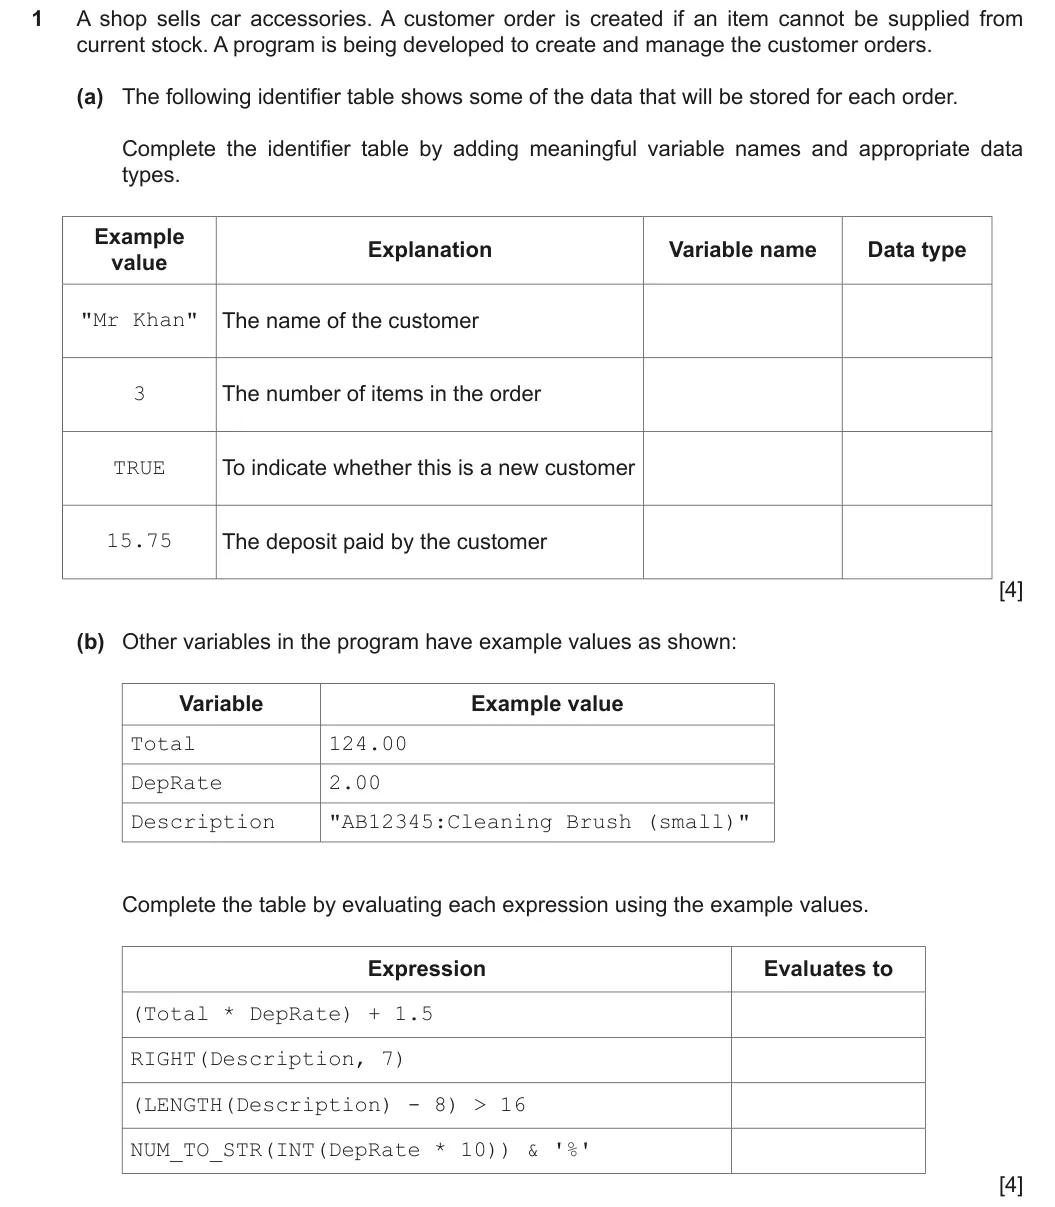 1 A shop sells car accessories. A customer order is created if an item cannot be supplied from
current stock. A program is being developed to create and manage the customer orders.
(a) The following identifier table shows some of the data that will be stored for each order.
Complete the identifier table by adding meaningful variable names and appropriate data
types.
Example value Explanation Variable name Data type
"Mr Khan" The name of the customer
3 The number of items in the order
TRUE To indicate whether this is a new customer
15.75 The deposit paid by the customer
[4]
(b) Other variables in the program have example values as shown:
Variable Example value
Total 124.00
DepRate 2.00
Description "AB12345:Cleaning Brush (small)"
Complete the table by evaluating each expression using the example values.
Expression Evaluates to
(Total * DepRate) + 1.5
RIGHT(Description, 7)
(LENGTH(Description) - 8) > 16
NUM_TO_STR(INT(DepRate * 10)) & '%'
[4]